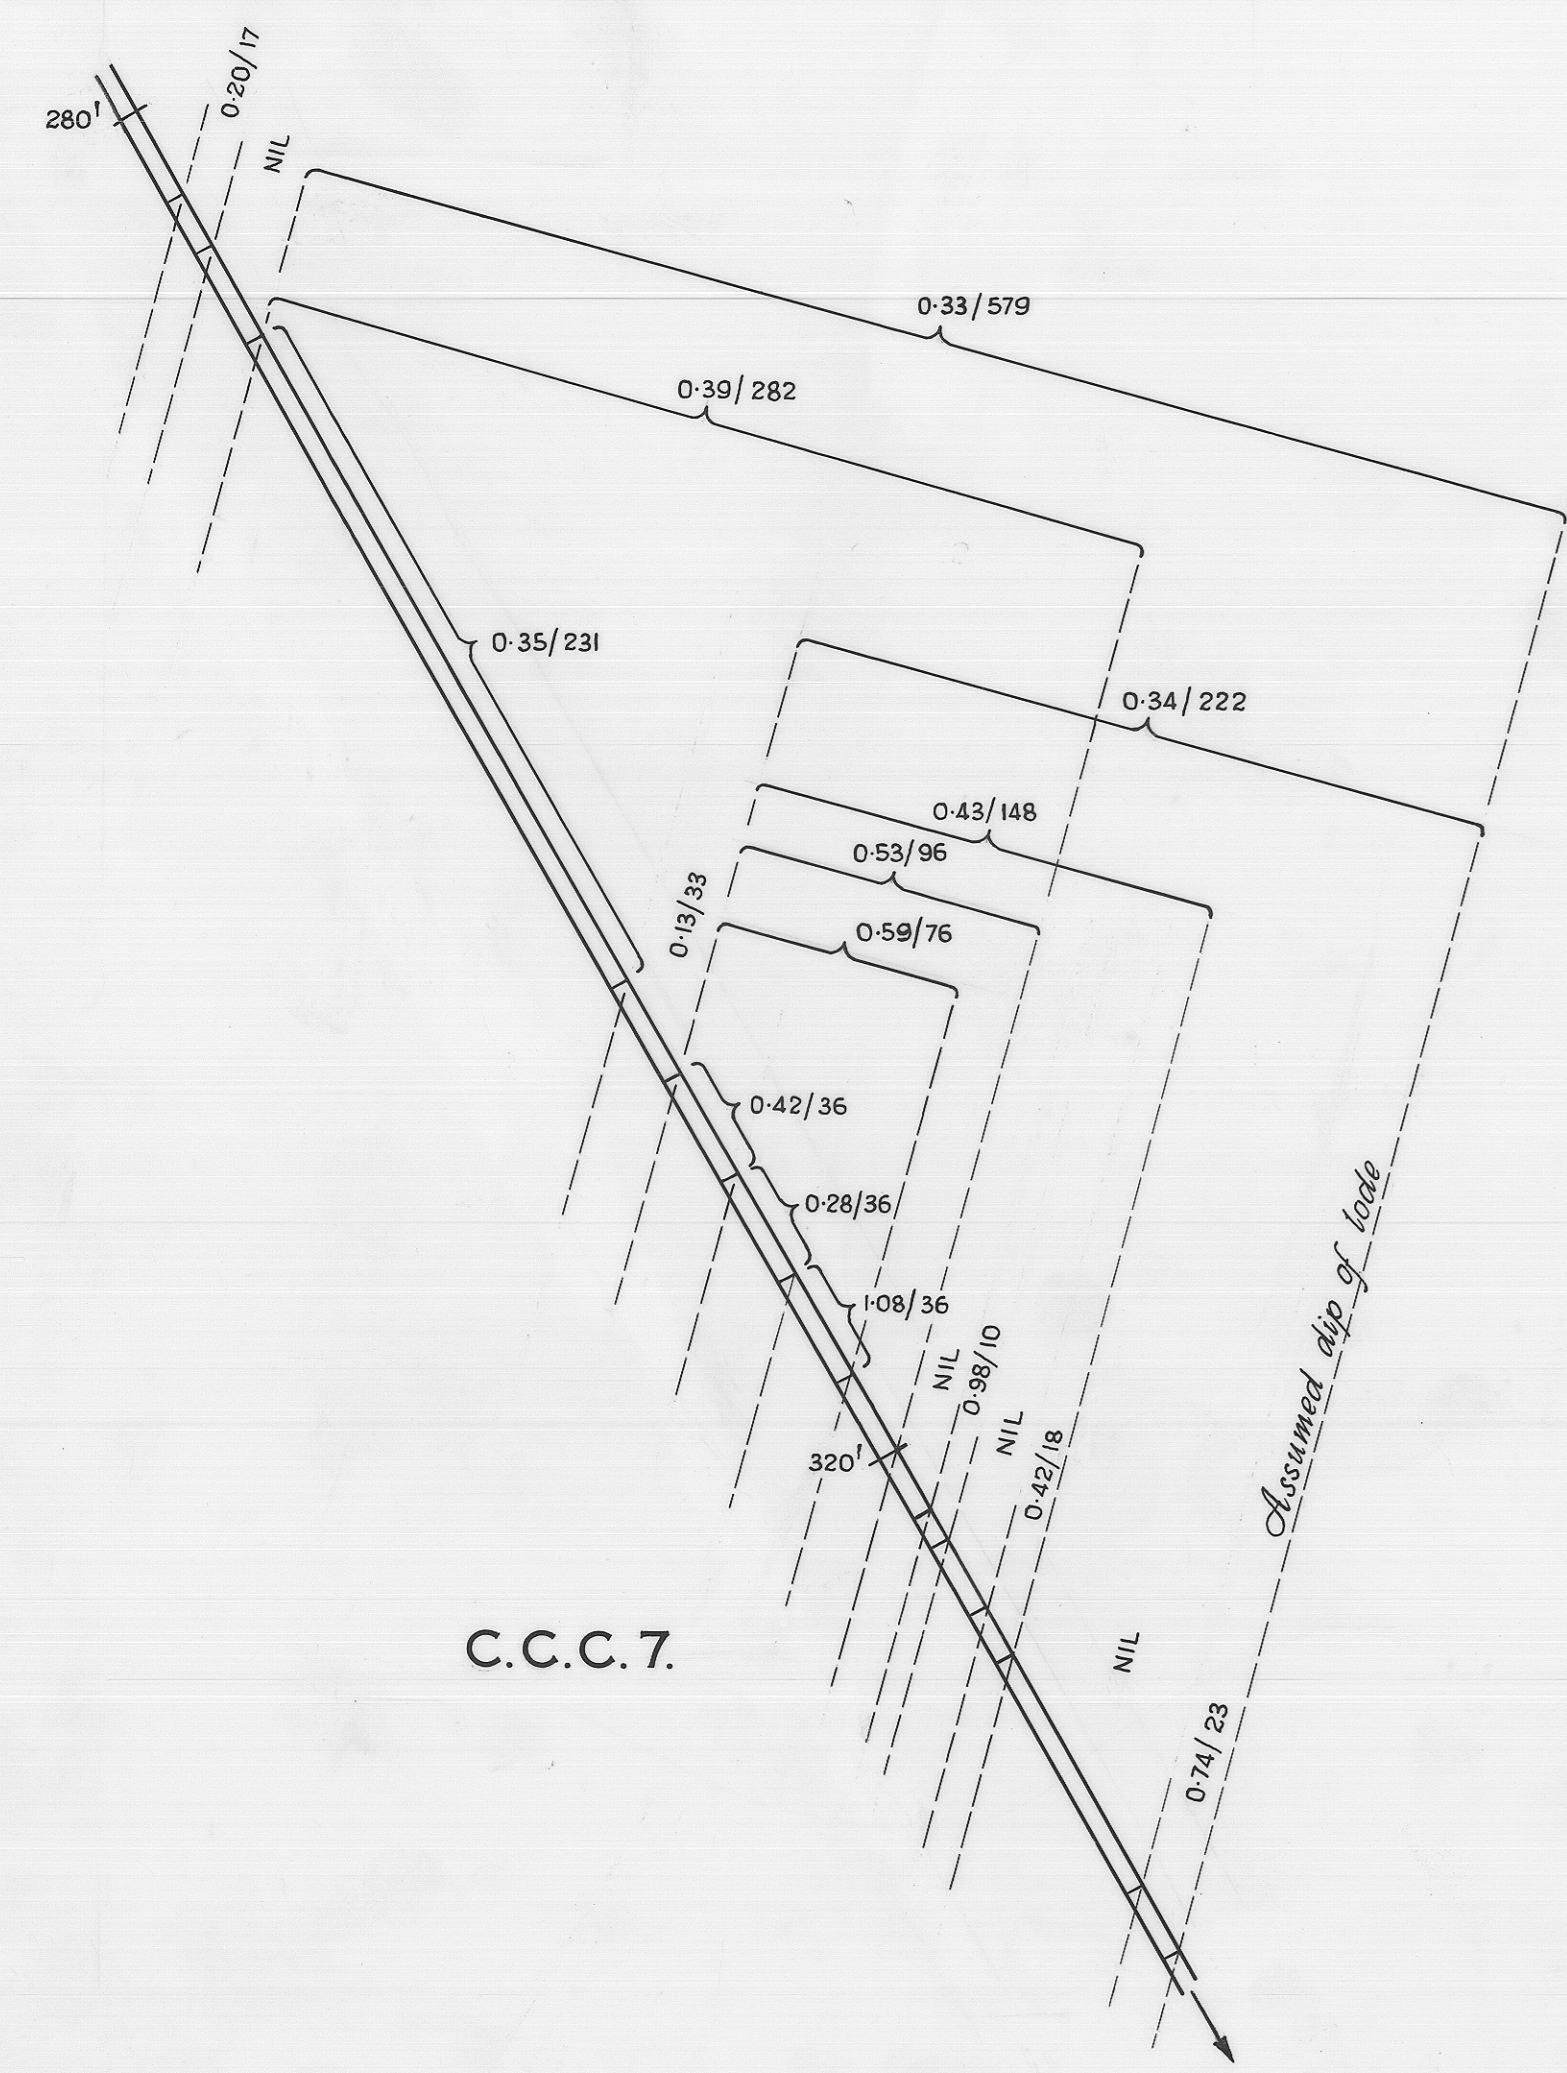 280'
0·20/17
NIL
0·33/579
0·39/282
0·35/231
0·34/222
0·43/148
0·53/96
0·13/33
0·59/76
0·42/36
0·28/36
1·08/36
NIL
0·98/10
NIL
0·42/18
320'
Assumed dip of lode
C.C.C. 7.
NIL
0·74/23